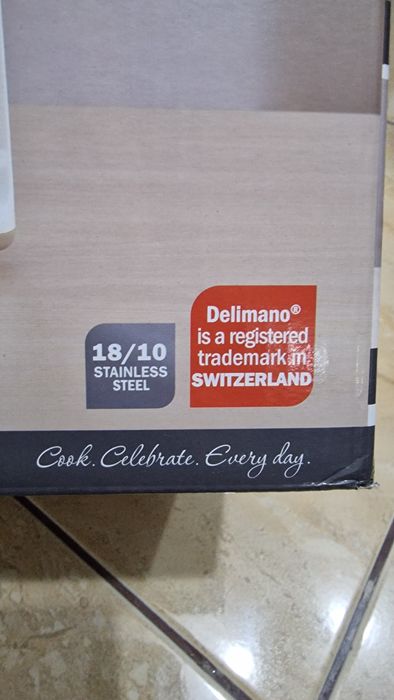 18/10
STAINLESS
STEEL
Delimano®
is a registered
trademark in
SWITZERLAND
Cook. Celebrate. Every day.